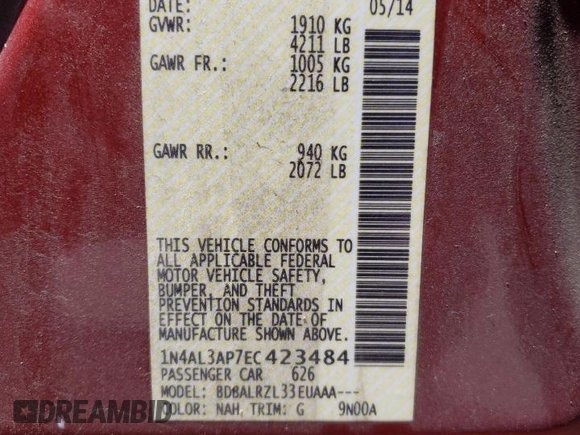 DATE: 05/14
GVWR: 1910 KG
4211 LB
GAWR FR.: 1005 KG
2216 LB
GAWR RR.: 940 KG
2072 LB
THIS VEHICLE CONFORMS TO
ALL APPLICABLE FEDERAL
MOTOR VEHICLE SAFETY,
BUMPER, AND THEFT
PREVENTION STANDARDS IN
EFFECT ON THE DATE OF
MANUFACTURE SHOWN ABOVE.
1N4AL3AP7EC423484
PASSENGER CAR 626
MODEL: BDBALRZL33EUAAA---
COLOR: NAH, TRIM: G 9N00A
DREAMBID